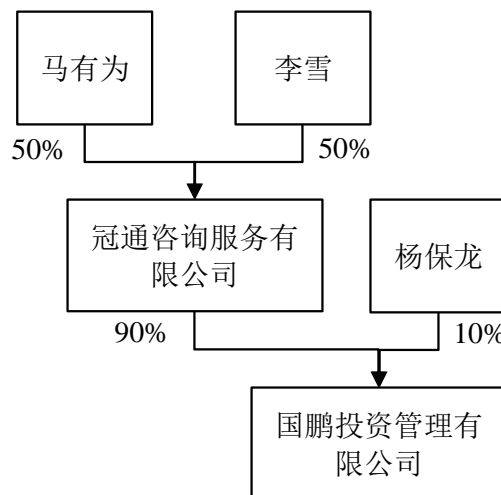 马有为
李雪
50%
50%
冠通咨询服务有
限公司
杨保龙
90%
10%
国鹏投资管理有
限公司